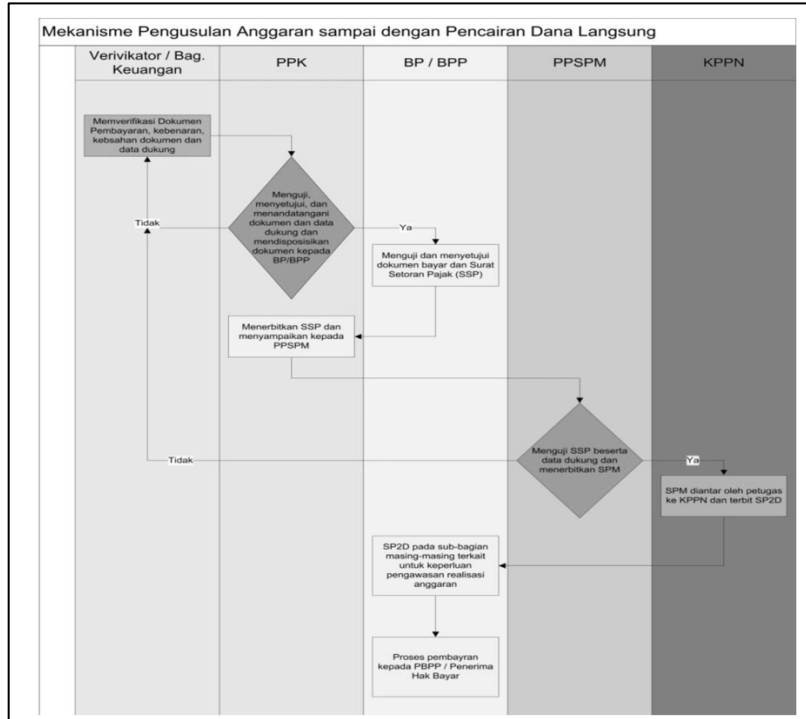 Mekanisme Pengusulan Anggaran sampai dengan Pencairan Dana Langsung
Verivikator / Bag.
Keuangan
PPK
BP / BPP
PPSPM
KPPN
Memverifikasi Dokumen
Pembayaran, kebenaran,
kebsahan dokumen dan
data dukung
Menguji,
menyetujui, dan
menandatangani
dokumen dan data
dukung dan
mendisposisikan
dokumen kepada
BP/BPP
Tidak
Ya
Menguji dan menyetujui
dokumen bayar dan Surat
Setoran Pajak (SSP)
Menerbitkan SSP dan
menyampaikan kepada
PPSPM
Menguji SSP beserta
data dukung dan
menerbitkan SPM
Tidak
Ya
SPM diantar oleh petugas
ke KPPN dan terbit SP2D
SP2D pada sub-bagian
masing-masing terkait
untuk keperluan
pengawasan realisasi
anggaran
Proses pembayran
kepada PBPP / Penerima
Hak Bayar